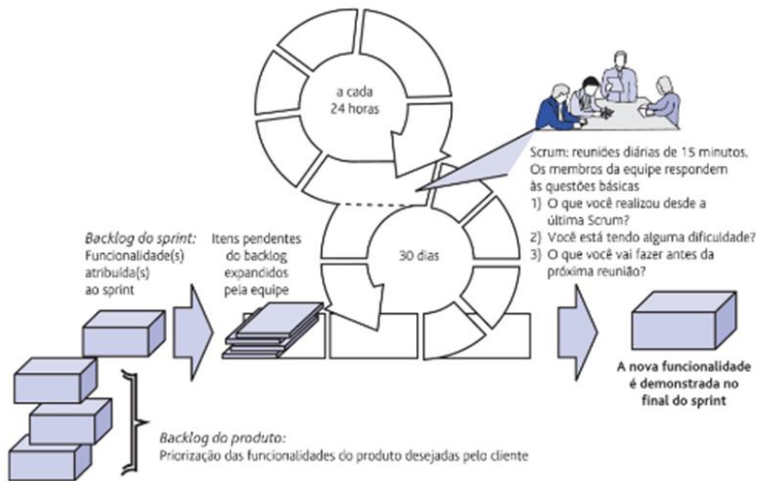 a cada
24 horas
Scrum: reuniões diárias de 15 minutos.
Os membros da equipe respondem
às questões básicas
1) O que você realizou desde a
última Scrum?
2) Você está tendo alguma dificuldade?
3) O que você vai fazer antes da
próxima reunião?
Backlog do sprint:
Funcionalidade(s)
atribuída(s)
ao sprint
Itens pendentes
do backlog
expandidos
pela equipe
30 dias
A nova funcionalidade
é demonstrada no
final do sprint
Backlog do produto:
Priorização das funcionalidades do produto desejadas pelo cliente